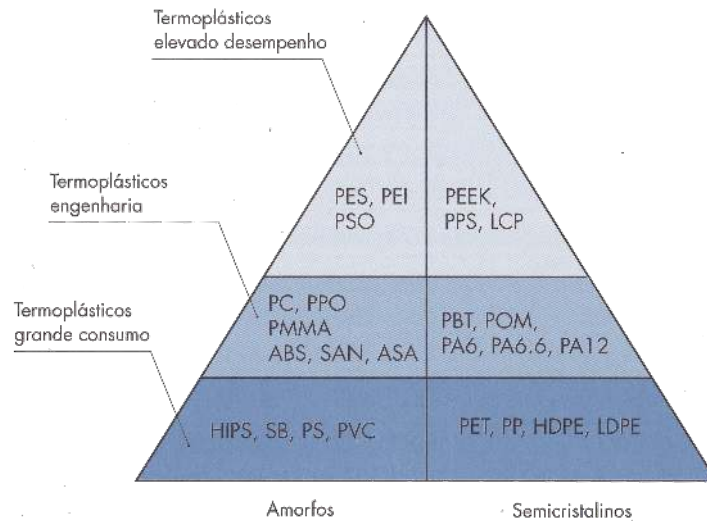 Termoplásticos
elevado desempenho
PES, PEI
PSO
PEEK,
PPS, LCP
Termoplásticos
engenharia
PC, PPO
PMMA
ABS, SAN, ASA
PBT, POM,
PA6, PA6.6, PA12
Termoplásticos
grande consumo
HIPS, SB, PS, PVC
PET, PP, HDPE, LDPE
Amorfos
Semicristalinos